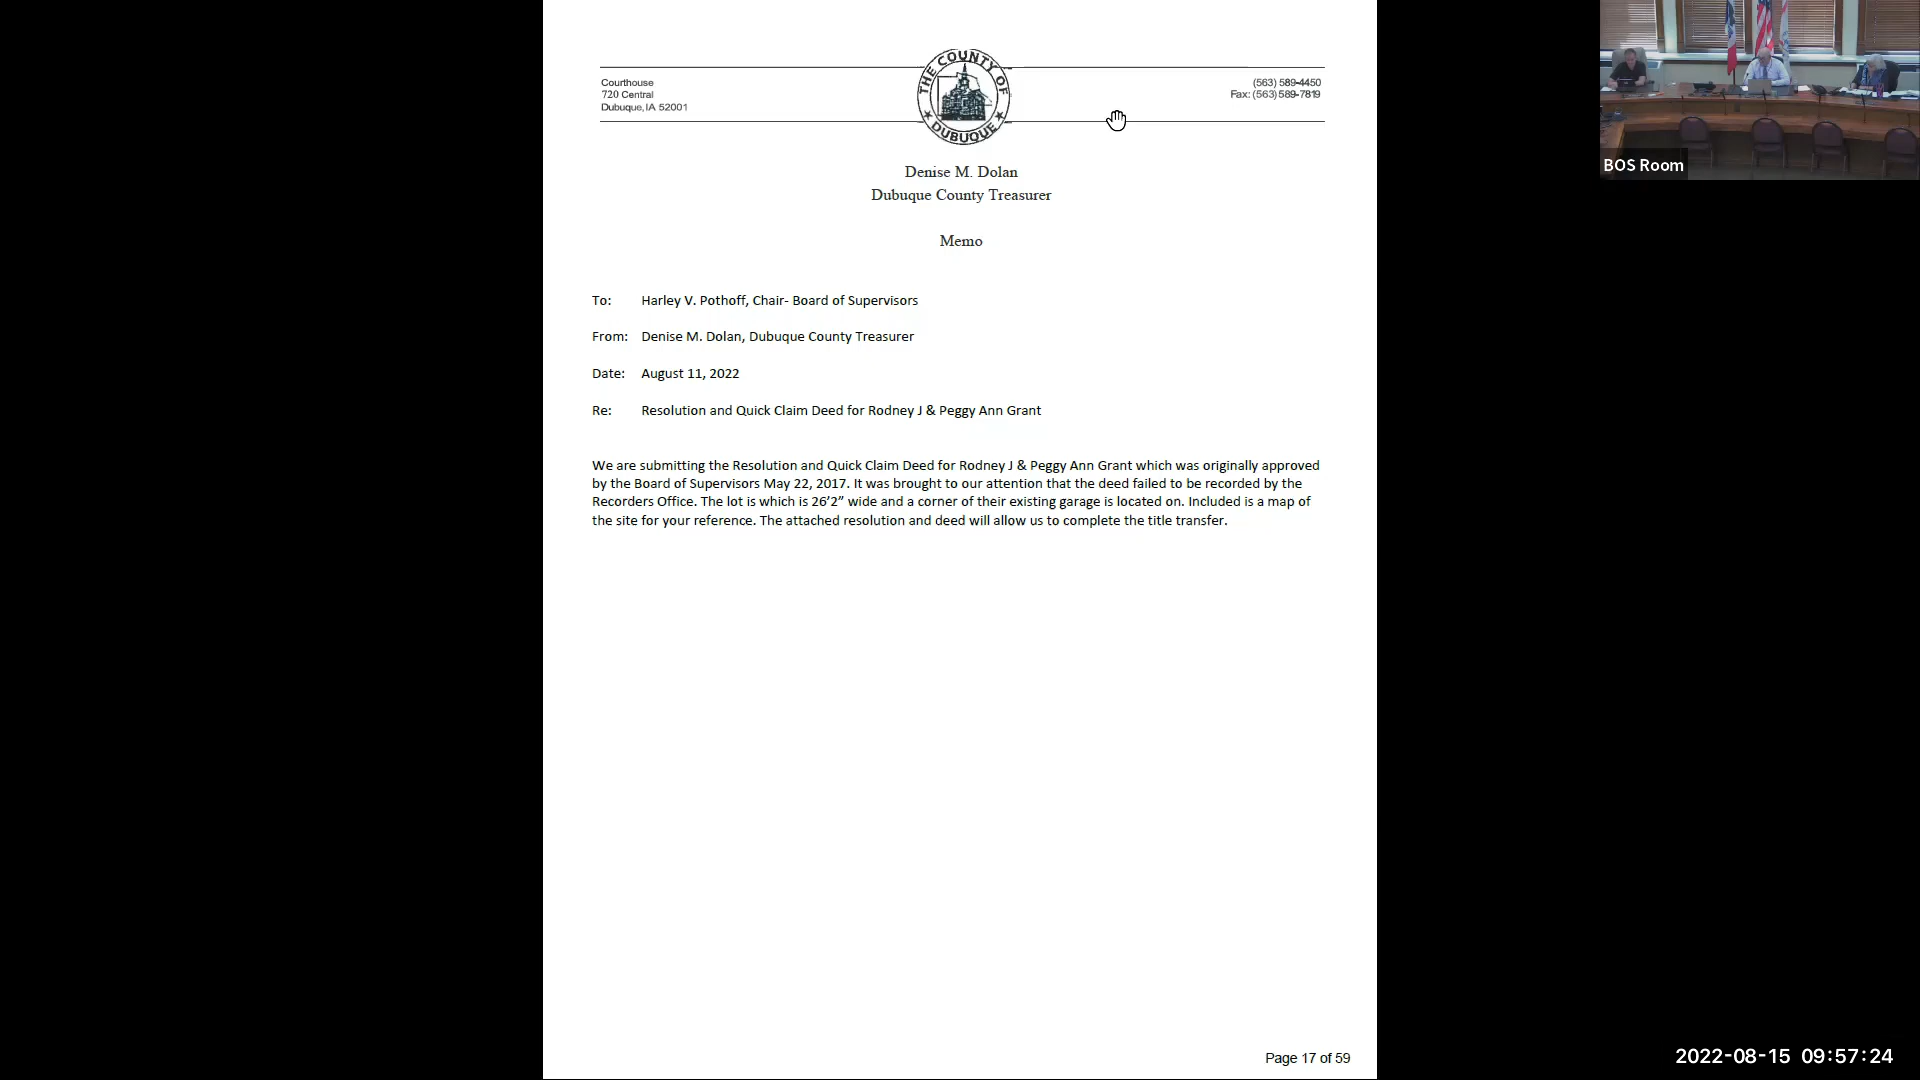 Courthouse
720 Central
Dubuque, IA 52001
THE COUNTY OF
DUBUQUE
(563) 589-4450
Fax: (563) 589-7819
Denise M. Dolan
Dubuque County Treasurer
Memo
To: Harley V. Pothoff, Chair- Board of Supervisors
From: Denise M. Dolan, Dubuque County Treasurer
Date: August 11, 2022
Re: Resolution and Quick Claim Deed for Rodney J & Peggy Ann Grant
We are submitting the Resolution and Quick Claim Deed for Rodney J & Peggy Ann Grant which was originally approved
by the Board of Supervisors May 22, 2017. It was brought to our attention that the deed failed to be recorded by the
Recorders Office. The lot is which is 26’2” wide and a corner of their existing garage is located on. Included is a map of
the site for your reference. The attached resolution and deed will allow us to complete the title transfer.
Page 17 of 59
BOS Room
2022-08-15 09:57:24